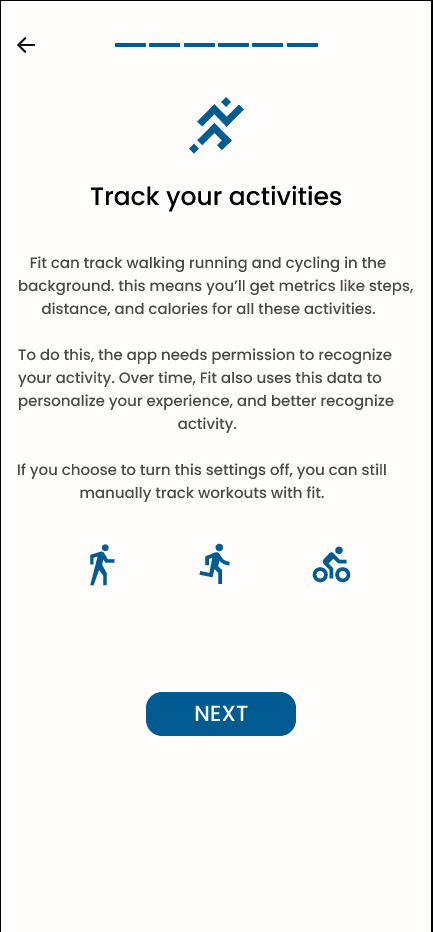 Track your activities
Fit can track walking running and cycling in the
background. this means you’ll get metrics like steps,
distance, and calories for all these activities.
To do this, the app needs permission to recognize
your activity. Over time, Fit also uses this data to
personalize your experience, and better recognize
activity.
If you choose to turn this settings off, you can still
manually track workouts with fit.
NEXT